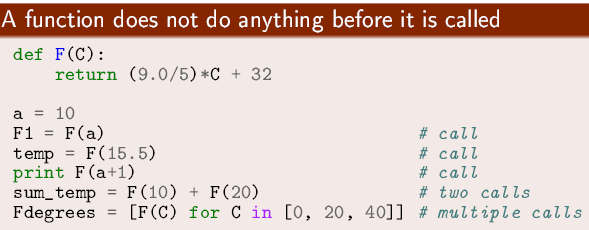 A function does not do anything before it is called
def F(C):
    return (9.0/5)*C + 32

a = 10
F1 = F(a)                        # call
temp = F(15.5)                   # call
print F(a+1)                     # call
sum_temp = F(10) + F(20)         # two calls
Fdegrees = [F(C) for C in [0, 20, 40]] # multiple calls